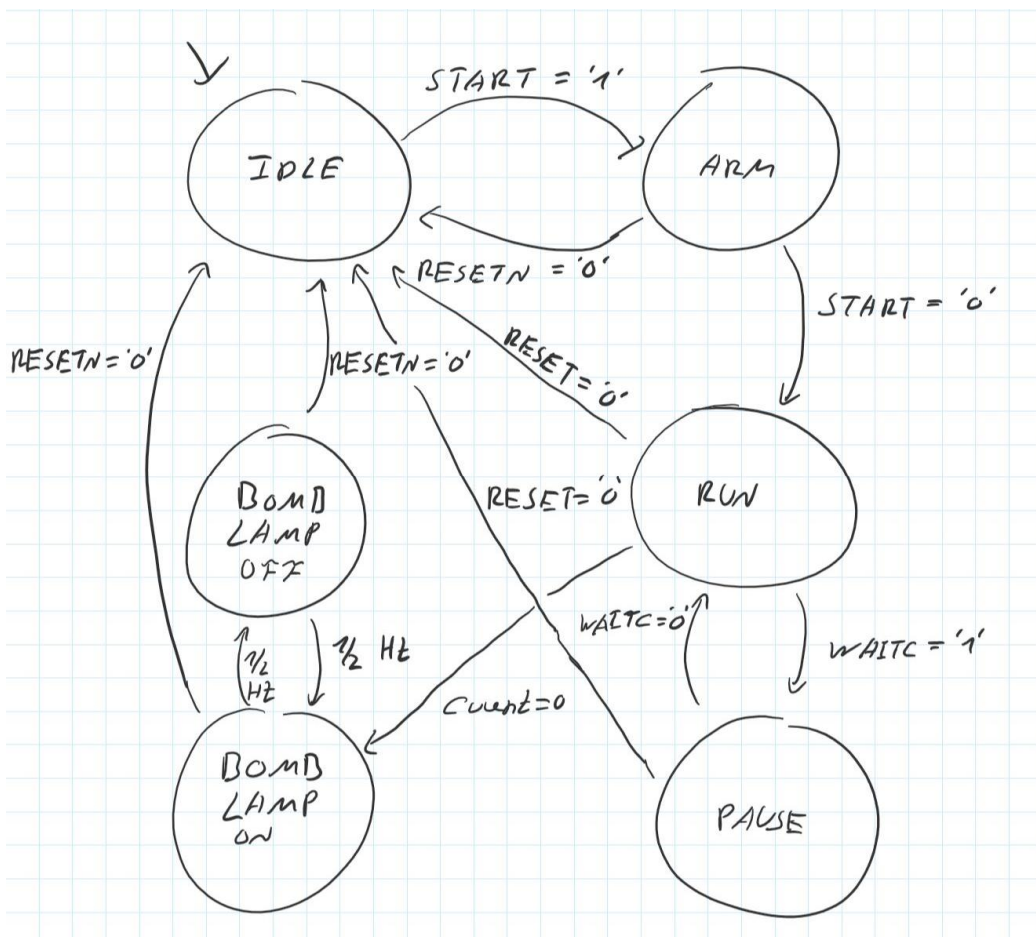 START = '1'
IDLE
ARM
RESETN = '0'
START = '0'
RESETN = '0'
RESETN = '0'
RESET = '0'
BOMB
LAMP
OFF
RESET = '0'
RUN
WAITC = '0'
WAITC = '1'
1/2
HZ
1/2 HZ
Count=0
BOMB
LAMP
ON
PAUSE